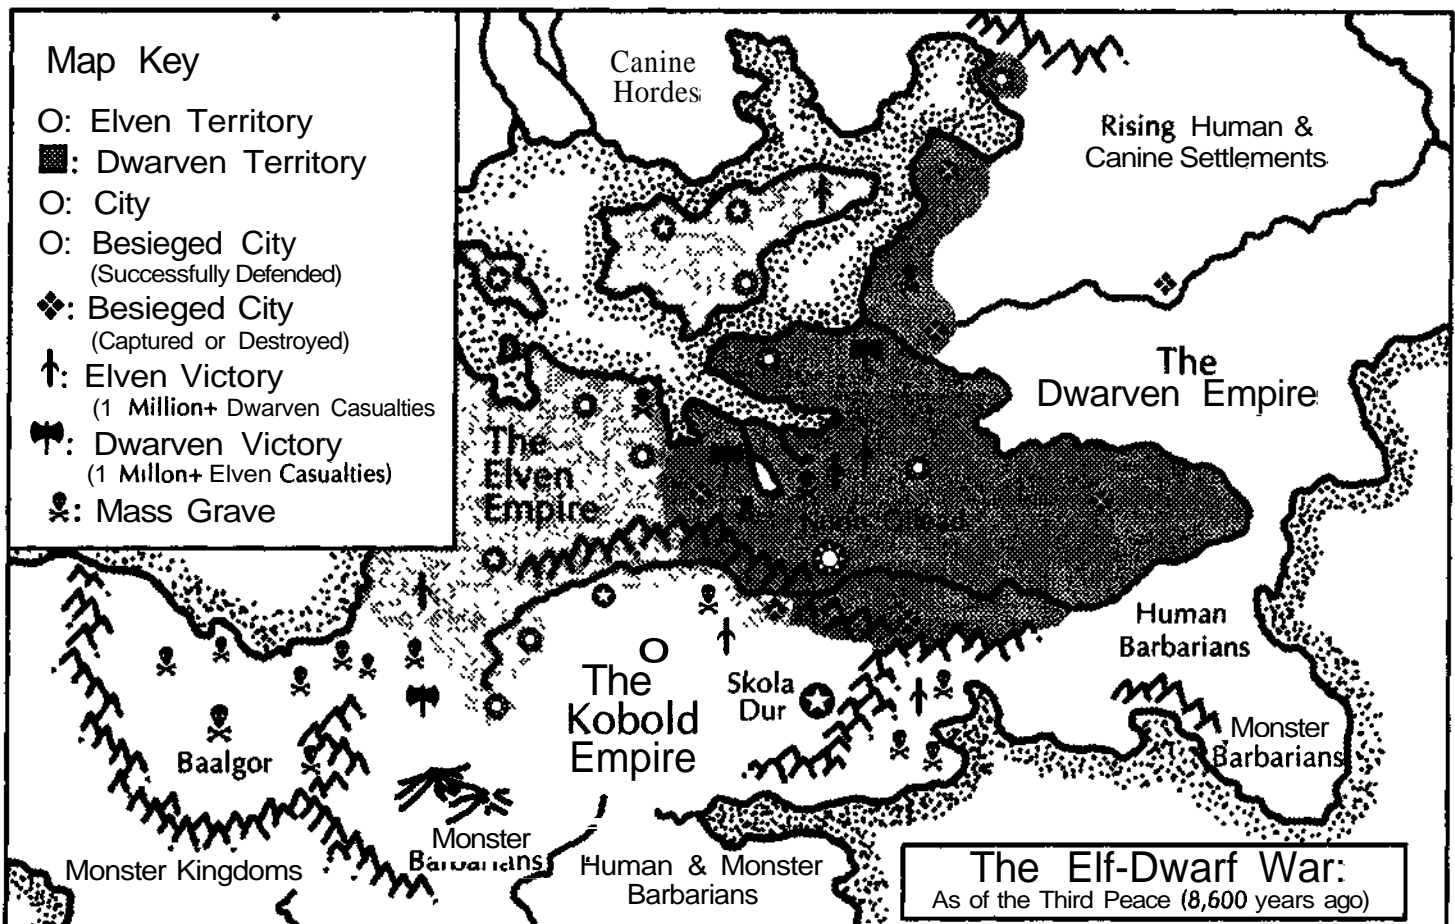 Map Key
O: Elven Territory
: Dwarven Territory
O: City
O: Besieged City
(Successfully Defended)
: Besieged City
(Captured or Destroyed)
: Elven Victory
(1 Million+ Dwarven Casualties
: Dwarven Victory
(1 Millon+ Elven Casualties)
: Mass Grave
Canine
Hordes
Rising Human &
Canine Settlements
The
Dwarven Empire
The
Elven
Empire
Human
Barbarians
Skola
Dur
The
Kobold
Empire
Baalgor
Monster
Barbarians
Monster
Barbarians
Monster Kingdoms
Human & Monster
Barbarians
The Elf-Dwarf War:
As of the Third Peace (8,600 years ago)